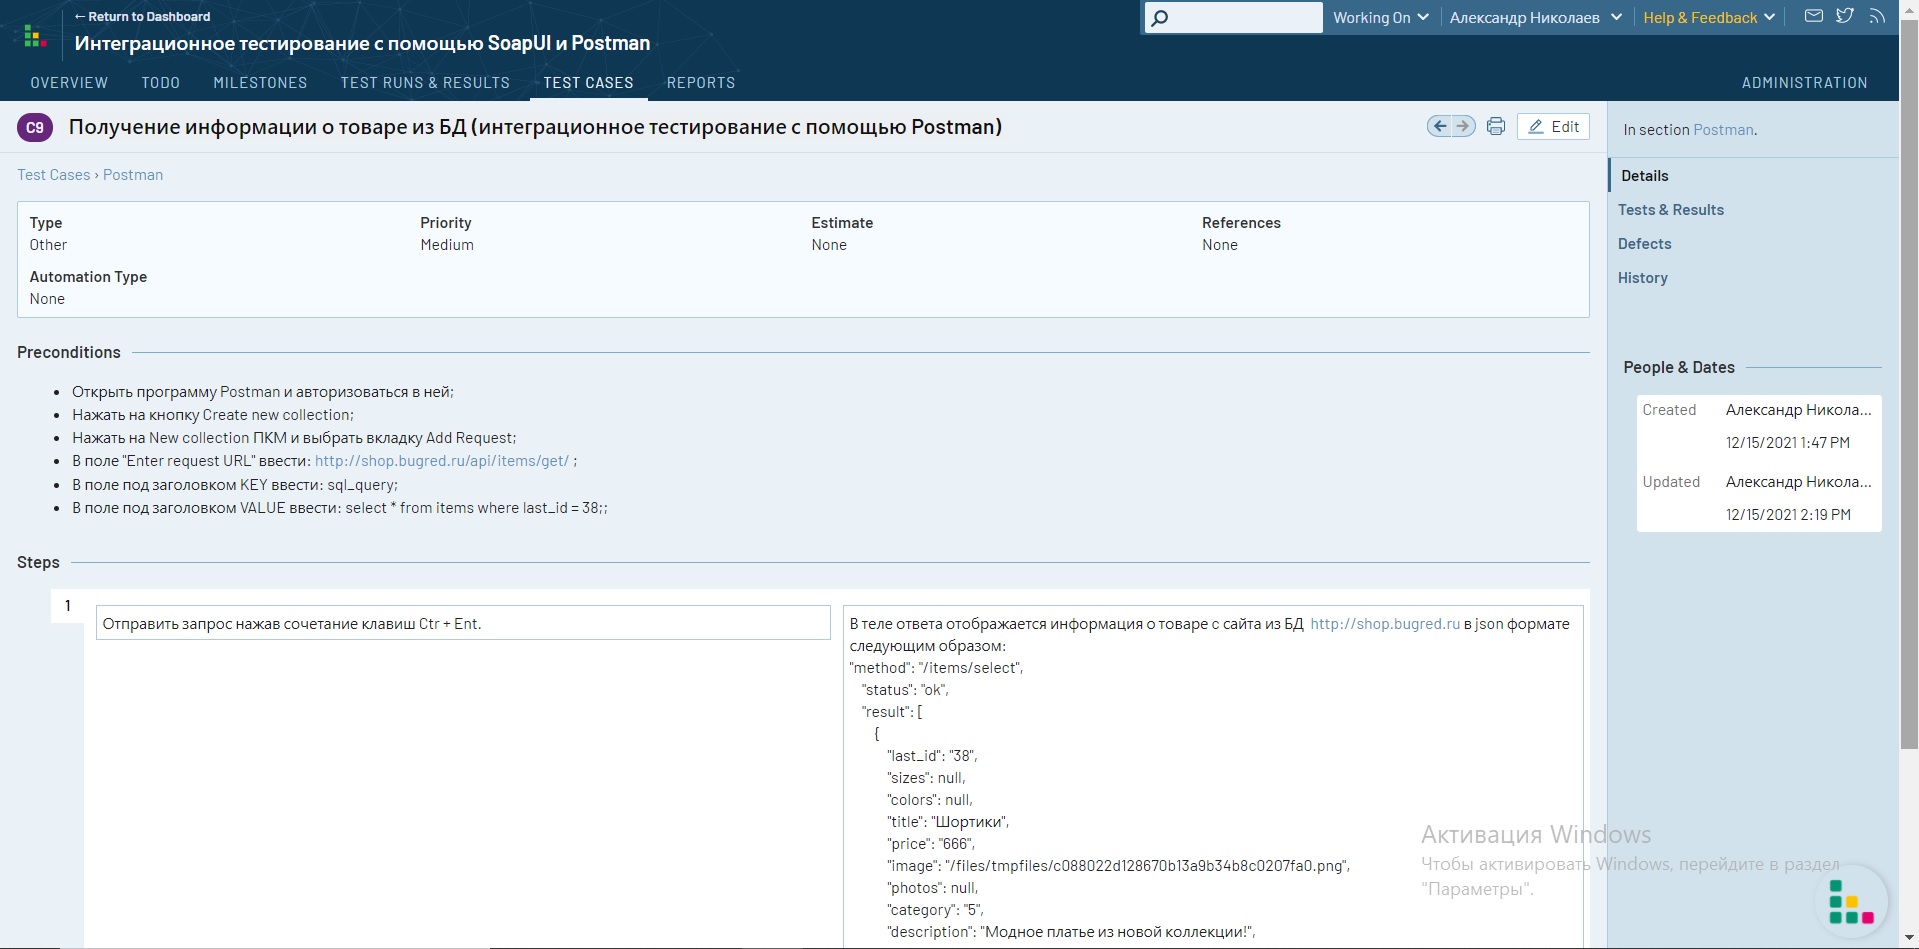 ← Return to Dashboard
Working On
Александр Николаев
Help & Feedback
Интеграционное тестирование с помощью SoapUI и Postman
OVERVIEW TODO MILESTONES TEST RUNS & RESULTS TEST CASES REPORTS ADMINISTRATION
C9 Получение информации о товаре из БД (интеграционное тестирование с помощью Postman)
Edit
Test Cases › Postman
Type Priority Estimate References
Other Medium None None
Automation Type
None
Preconditions
• Открыть программу Postman и авторизоваться в ней;
• Нажать на кнопку Create new collection;
• Нажать на New collection ПКМ и выбрать вкладку Add Request;
• В поле "Enter request URL" ввести: http://shop.bugred.ru/api/items/get/ ;
• В поле под заголовком KEY ввести: sql_query;
• В поле под заголовком VALUE ввести: select * from items where last_id = 38;;
Steps
1
Отправить запрос нажав сочетание клавиш Ctr + Ent.
В теле ответа отображается информация о товаре с сайта из БД http://shop.bugred.ru в json формате
следующим образом:
"method": "/items/select",
"status": "ok",
"result": [
{
"last_id": "38",
"sizes": null,
"colors": null,
"title": "Шортики",
"price": "666",
"image": "/files/tmpfiles/c088022d128670b13a9b34b8c0207fa0.png",
"photos": null,
"category": "5",
"description": "Модное платье из новой коллекции!",
In section Postman.
Details
Tests & Results
Defects
History
People & Dates
Created Александр Никола...
12/15/2021 1:47 PM
Updated Александр Никола...
12/15/2021 2:19 PM
Активация Windows
Чтобы активировать Windows, перейдите в раздел
"Параметры".